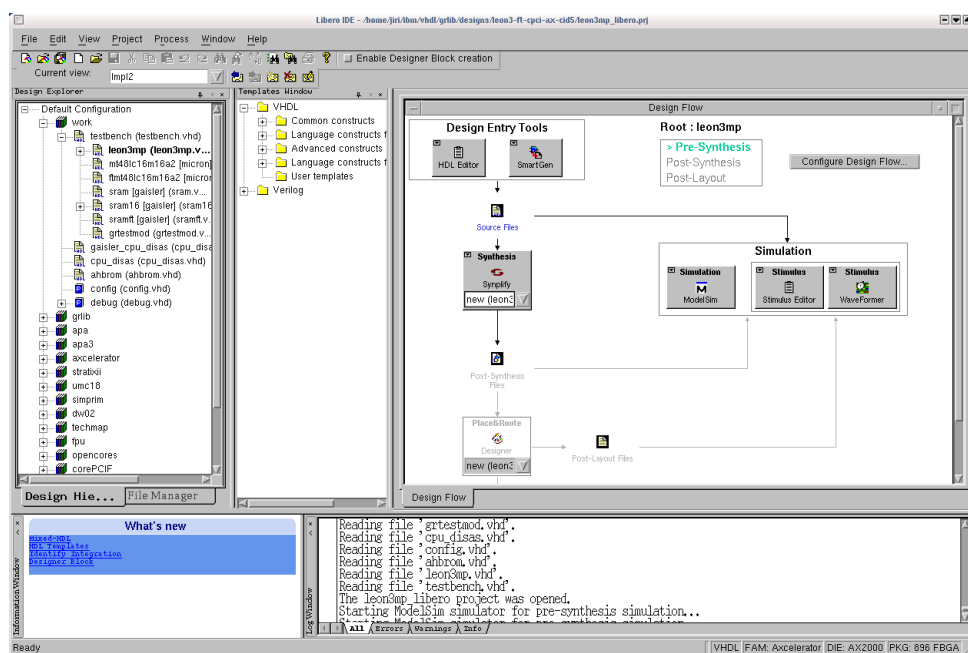 Libero IDE - /home/jiri/ibm/vhdl/grlib/designs/leon3-ft-cpci-ax-cid5/leon3mp_libero.prj
File Edit View Project Process Window Help
Enable Designer Block creation
Current view: Impl2
Design Explorer
Default Configuration
work
testbench (testbench.vhd)
leon3mp (leon3mp.v...
mt48lc16m16a2 [micron]
ftmt48lc16m16a2 [micror
sram [gaisler] (sram.v...
sram16 [gaisler] (sram16
sramft [gaisler] (sramft.v.
grtestmod (grtestmod.v...
gaisler_cpu_disas (cpu_disa
cpu_disas (cpu_disas.vhd)
ahbrom (ahbrom.vhd)
config (config.vhd)
debug (debug.vhd)
grlib
apa
apa3
axcelerator
stratixii
umc18
simprim
dw02
techmap
fpu
opencores
corePCIF
Design Hie... File Manager
Templates Window
VHDL
Common constructs
Language constructs f
Advanced constructs
Language constructs f
User templates
Verilog
Design Flow
Design Entry Tools
HDL Editor
SmartGen
Root : leon3mp
> Pre-Synthesis
Post-Synthesis
Post-Layout
Configure Design Flow...
Source Files
Synthesis
Synplify
new (leon3
Simulation
Simulation
ModelSim
Stimulus
Stimulus Editor
Stimulus
WaveFormer
Post-Synthesis
Files
Place&Route
Designer
new (leon3
Post-Layout Files
Design Flow
Information Window
What's new
Mixed-HDL
HDL Templates
Identify Integration
Designer Block
Log Window
Reading file 'grtestmod.vhd'.
Reading file 'cpu_disas.vhd'.
Reading file 'config.vhd'.
Reading file 'ahbrom.vhd'.
Reading file 'leon3mp.vhd'.
Reading file 'testbench.vhd'.
The leon3mp_libero project was opened.
Starting ModelSim simulator for pre-synthesis simulation...
Starting ModelSim simulator for pre-synthesis simulation
All Errors Warnings Info
Ready
VHDL FAM: Axcelerator DIE: AX2000 PKG: 896 FBGA